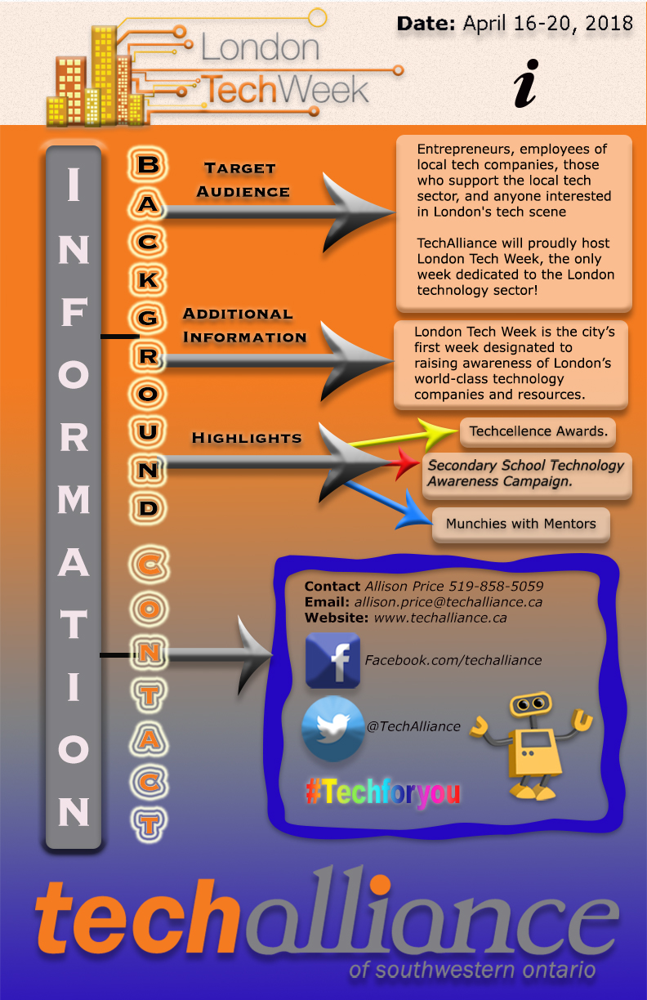 London
TechWeek
Date: April 16-20, 2018
i
INFORMATION
BACKGROUND
TARGET
AUDIENCE
Entrepreneurs, employees of
local tech companies, those
who support the local tech
sector, and anyone interested
in London's tech scene
TechAlliance will proudly host
London Tech Week, the only
week dedicated to the London
technology sector!
ADDITIONAL
INFORMATION
London Tech Week is the city’s
first week designated to
raising awareness of London’s
world-class technology
companies and resources.
HIGHLIGHTS
Techcellence Awards.
Secondary School Technology
Awareness Campaign.
Munchies with Mentors
CONTACT
Contact Allison Price 519-858-5059
Email: allison.price@techalliance.ca
Website: www.techalliance.ca
f
Facebook.com/techalliance
@TechAlliance
#Techforyou
techalliance
of southwestern ontario